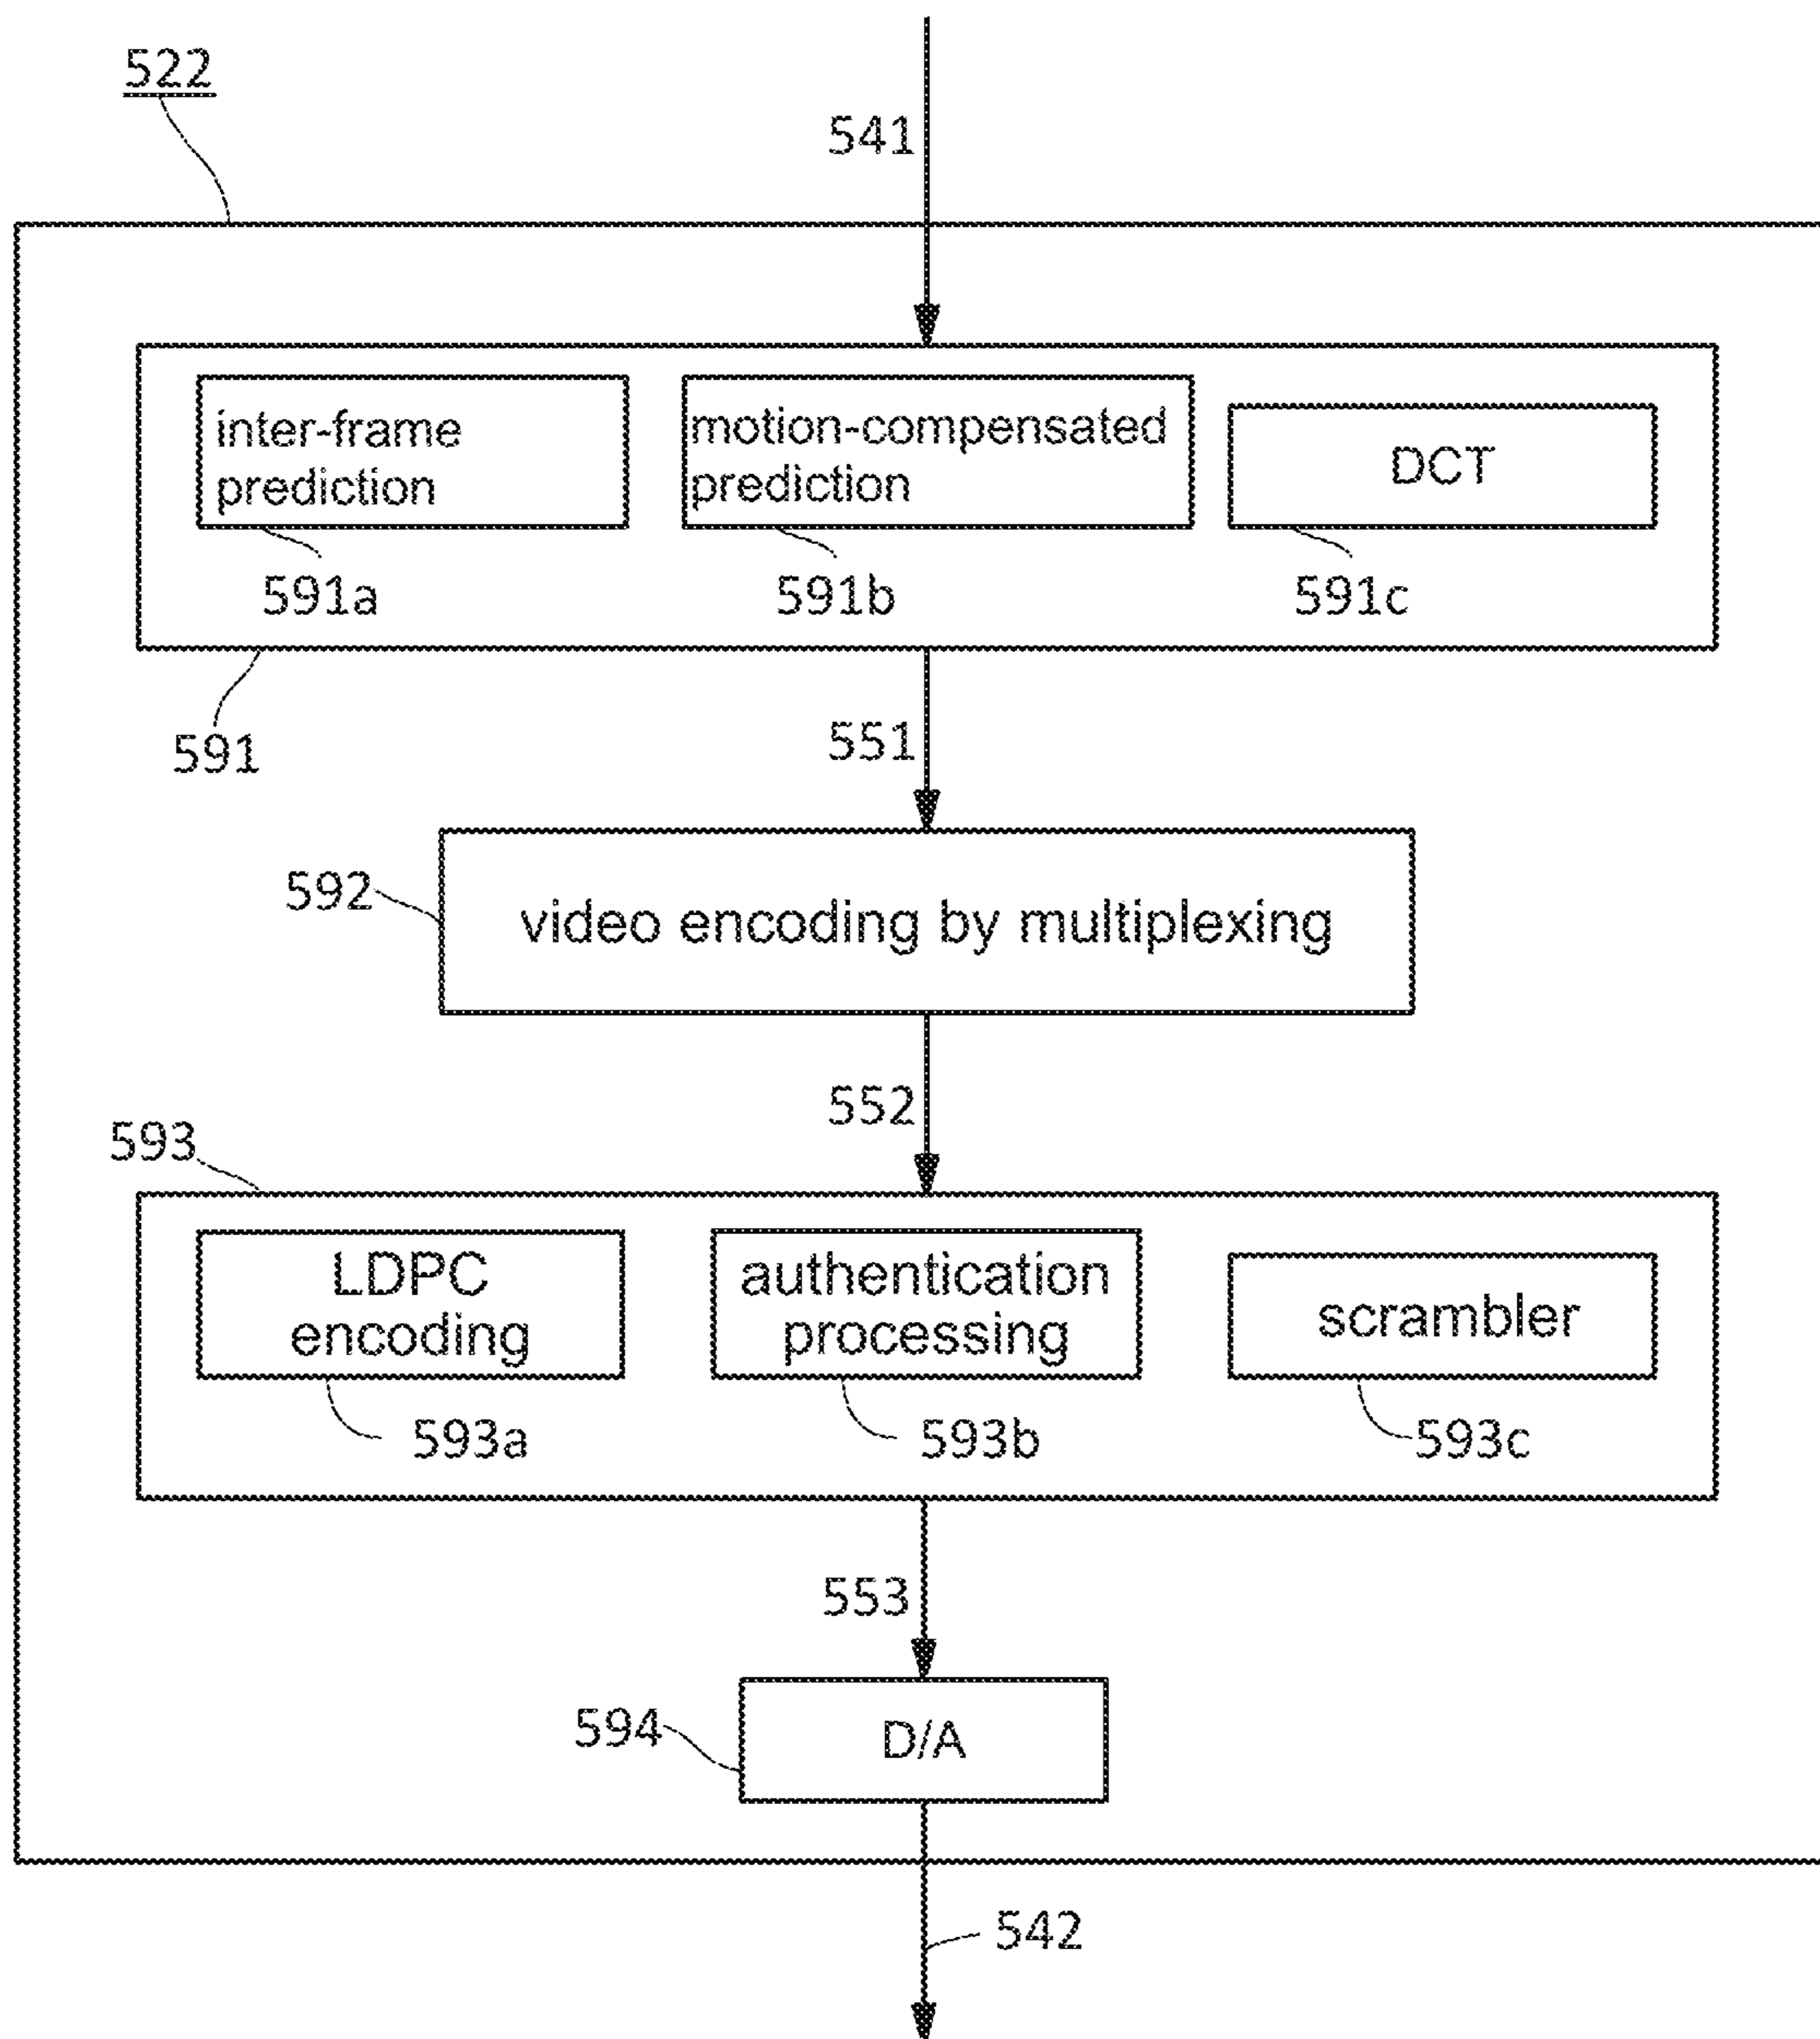 522
541
inter-frame
prediction
motion-compensated
prediction
DCT
591a
591b
591c
591
551
592
video encoding by multiplexing
552
593
LDPC
encoding
authentication
processing
scrambler
593a
593b
593c
553
594
D/A
542